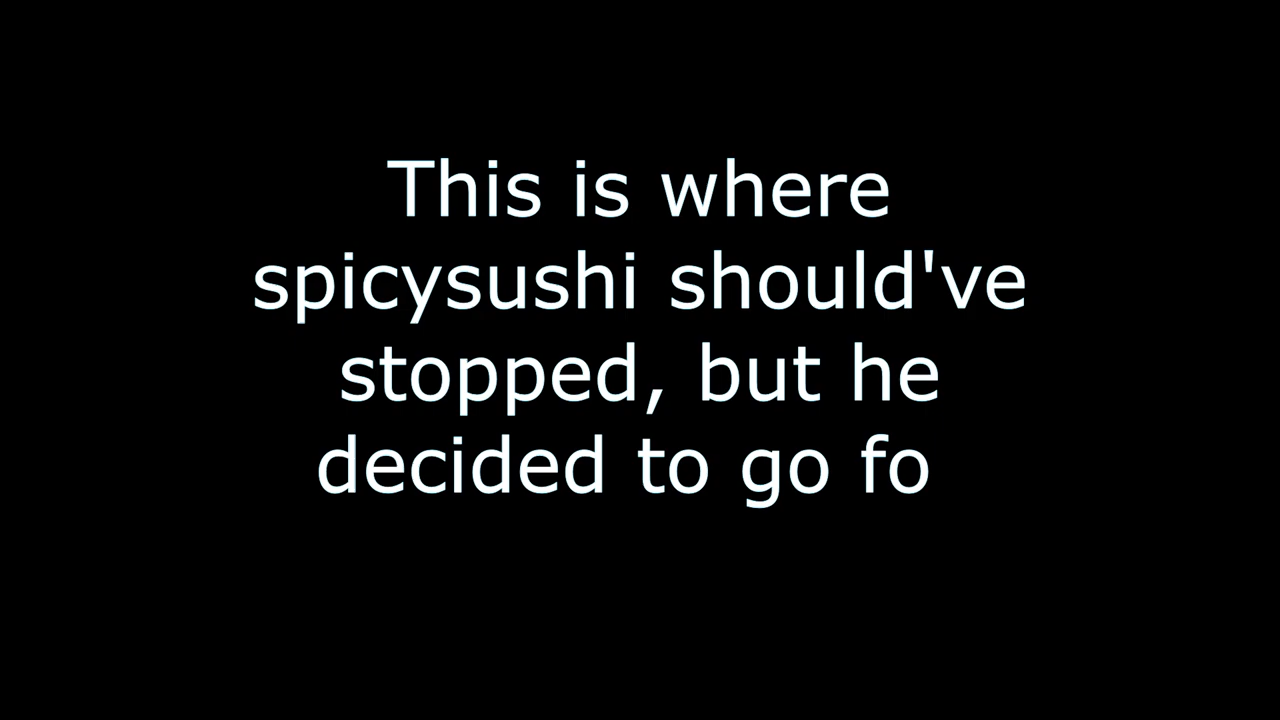 This is where
spicysushi should've
stopped, but he
decided to go fo